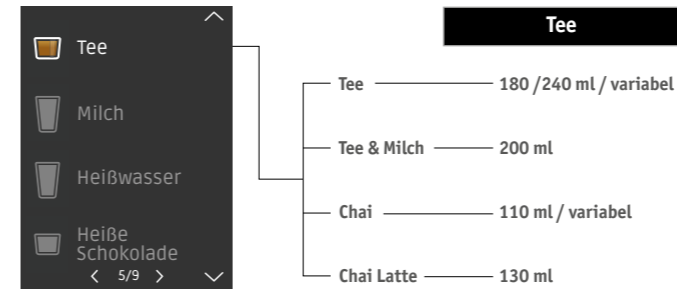 Tee
Milch
Heißwasser
Heiße
Schokolade
< 5/9 >
Tee
Tee 180 /240 ml / variabel
Tee & Milch 200 ml
Chai 110 ml / variabel
Chai Latte 130 ml